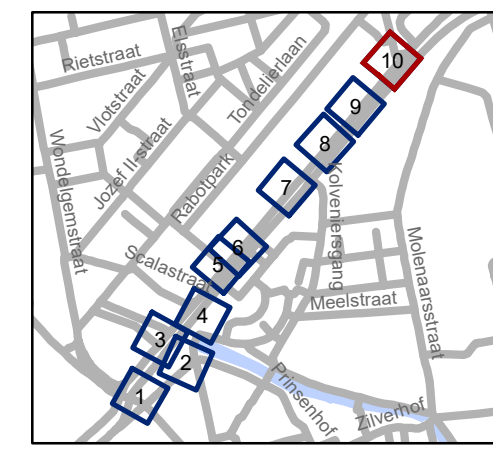 Rietstraat
Elsstraat
Tondelierlaan
Vlotstraat
Jozef II-straat
Wondelgemstraat
Rabotpark
Scalastraat
Kolveniersgang
Molenaarsstraat
Meelstraat
Prinsenhof
Zilverhof
10
9
8
7
6
5
4
3
2
1